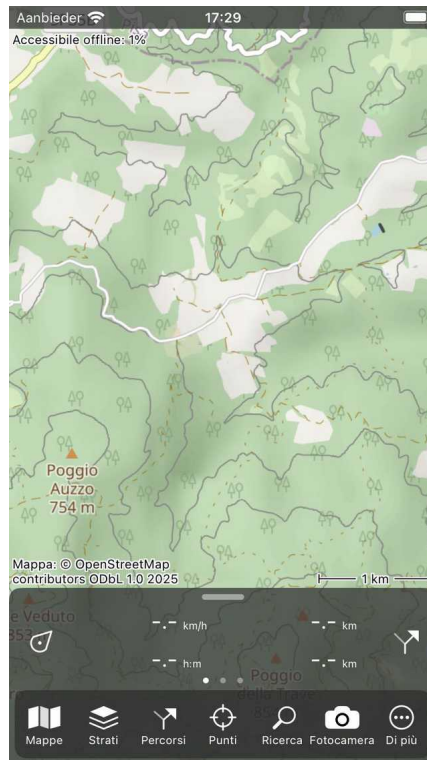 Aanbieder 17:29
Accessibile offline: 1%
Poggio
Auzzo
754 m
Mappa: © OpenStreetMap
contributors ODbL 1.0 2025
1 km
e Veduto
-.- km/h
-.- km
-.- h:m
-.- km
Poggio
Mappe Strati Percorsi Punti Ricerca Fotocamera Di più